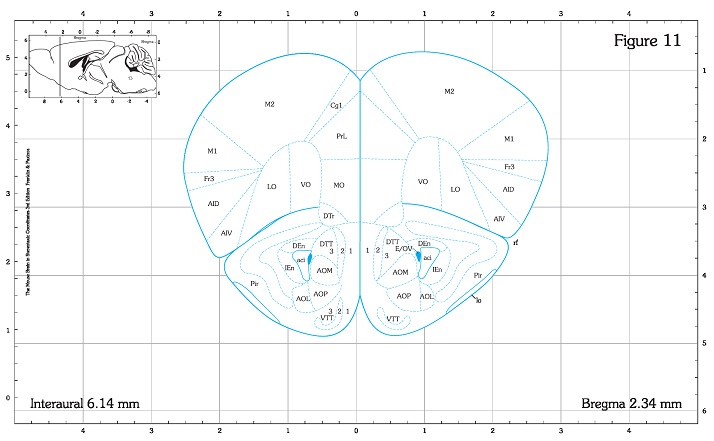 4 3 2 1 0 1 2 3 4
Figure 11
Bregma
Bregma
5
4
3
2
1
0
1
2
3
4
5
6
M2
M2
Cg1
PrL
M1
M1
Fr3
Fr3
LO
VO
MO
VO
LO
AID
AID
AIV
AIV
DTr
rf
DEn
DTT
3 2 1
1 2
3
DTT
E/OV
DEn
aci
aci
IEn
IEn
AOM
AOM
Pir
Pir
AOL
AOP
AOP
AOL
lo
3 2 1
VTT
VTT
The Mouse Brain in Stereotaxic Coordinates 3rd Edition Franklin & Paxinos
Interaural 6.14 mm
Bregma 2.34 mm
4 3 2 1 0 1 2 3 4